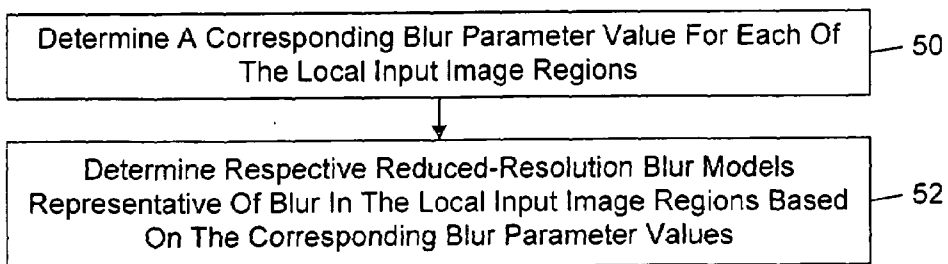 Determine A Corresponding Blur Parameter Value For Each Of
The Local Input Image Regions
50
Determine Respective Reduced-Resolution Blur Models
Representative Of Blur In The Local Input Image Regions Based
On The Corresponding Blur Parameter Values
52